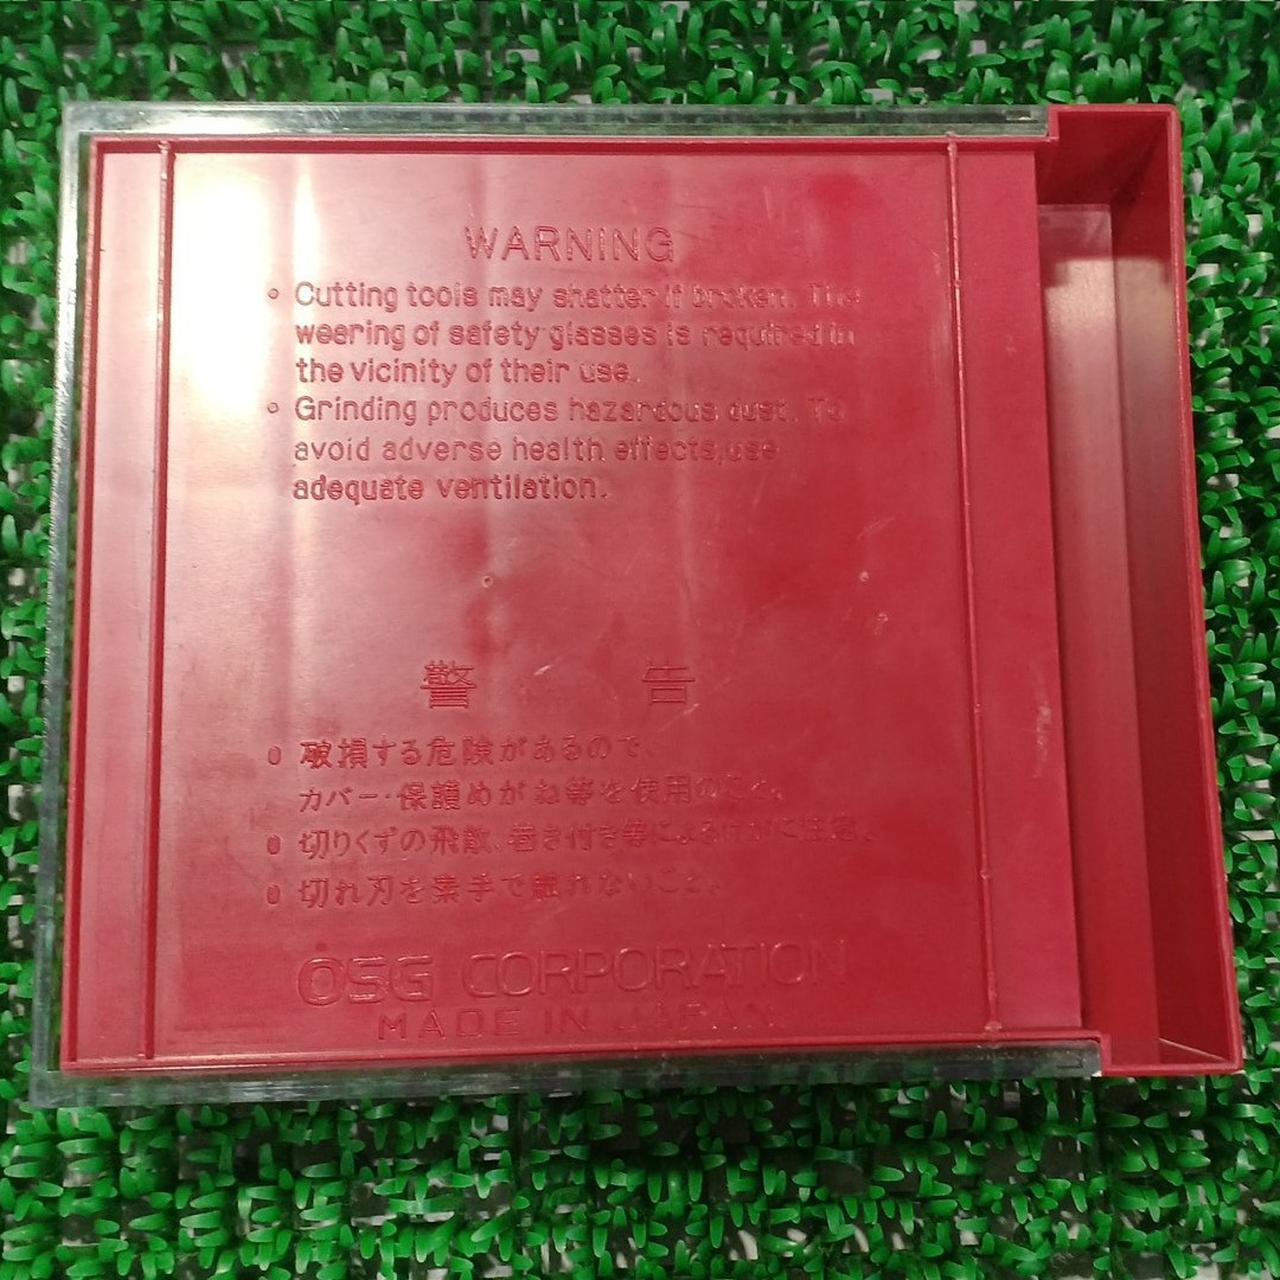 WARNING
• Cutting tools may shatter if broken. The
wearing of safety glasses is required in
the vicinity of their use.
• Grinding produces hazardous dust. To
avoid adverse health effects,use
adequate ventilation.
警 告
● 破損する危険があるので、
カバー・保護めがね等を使用のこと。
● 切りくずの飛散、巻き付き等によるけがに注意。
● 切れ刃を素手で触れないこと。
OSG CORPORATION
MADE IN JAPAN